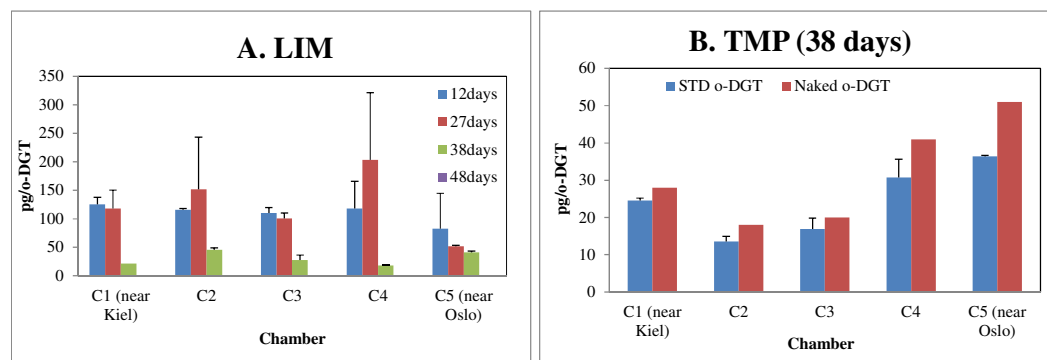 A. LIM
350
300
250
200
150
100
50
0
pg/o-DGT
12days
27days
38days
48days
C1 (near Kiel)
C2
C3
C4
C5 (near Oslo)
Chamber
B. TMP (38 days)
60
50
40
30
20
10
0
pg/o-DGT
STD o-DGT
Naked o-DGT
C1 (near Kiel)
C2
C3
C4
C5 (near Oslo)
Chamber